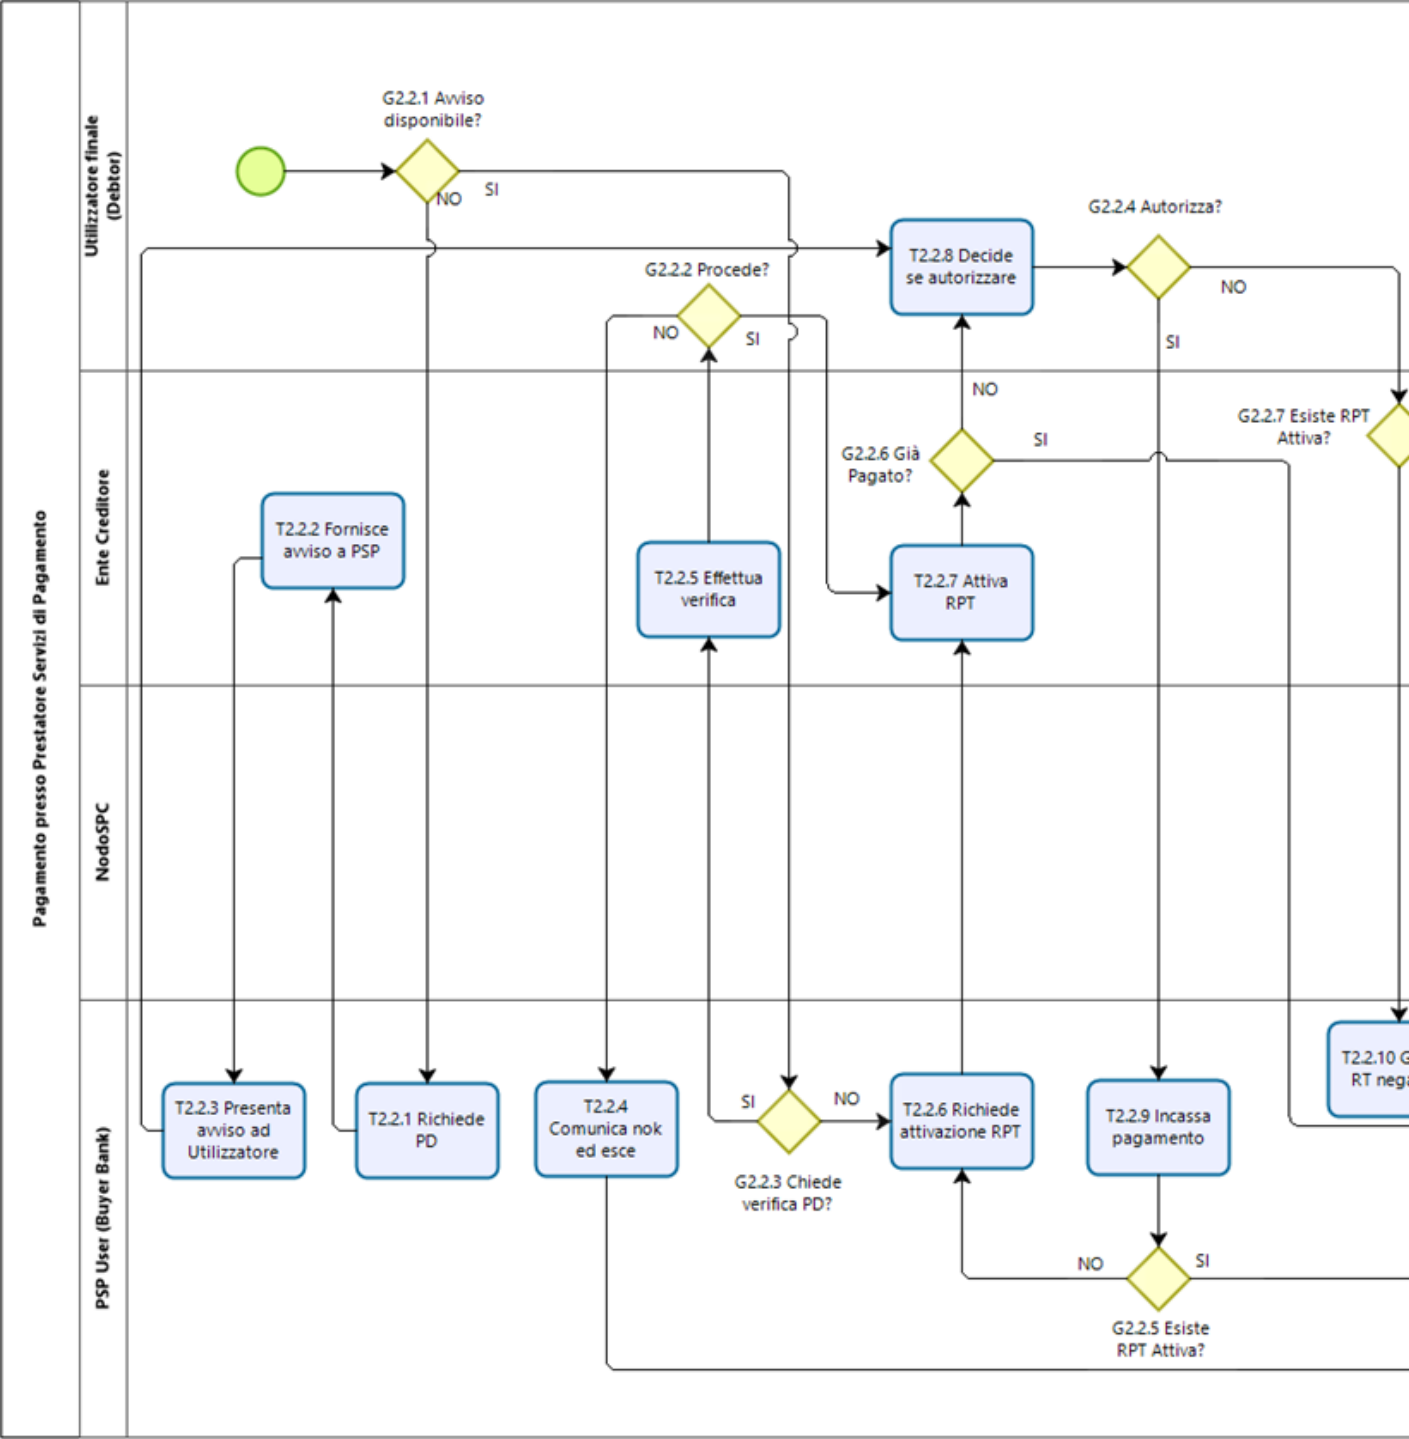 Pagamento presso Prestatore Servizi di Pagamento
Utilizzatore finale
(Debtor)
G2.2.1 Avviso
disponibile?
NO
SI
G2.2.2 Procede?
NO
SI
T2.2.8 Decide
se autorizzare
G2.2.4 Autorizza?
NO
SI
Ente Creditore
T2.2.2 Fornisce
avviso a PSP
T2.2.5 Effettua
verifica
NO
G2.2.6 Già
Pagato?
SI
T2.2.7 Attiva
RPT
G2.2.7 Esiste RPT
Attiva?
NodoSPC
PSP User (Buyer Bank)
T2.2.3 Presenta
avviso ad
Utilizzatore
T2.2.1 Richiede
PD
T2.2.4
Comunica nok
ed esce
SI
NO
G2.2.3 Chiede
verifica PD?
T2.2.6 Richiede
attivazione RPT
T2.2.9 Incassa
pagamento
T2.2.10 G
RT nega
NO
SI
G2.2.5 Esiste
RPT Attiva?